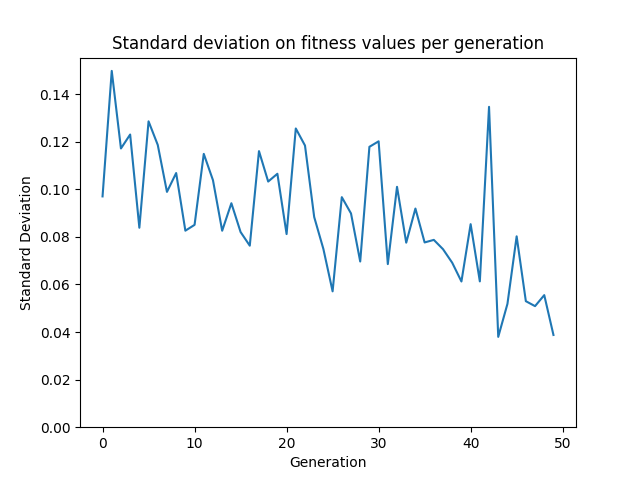 Standard deviation on fitness values per generation
Standard Deviation
0.14
0.12
0.10
0.08
0.06
0.04
0.02
0.00
0 10 20 30 40 50
Generation